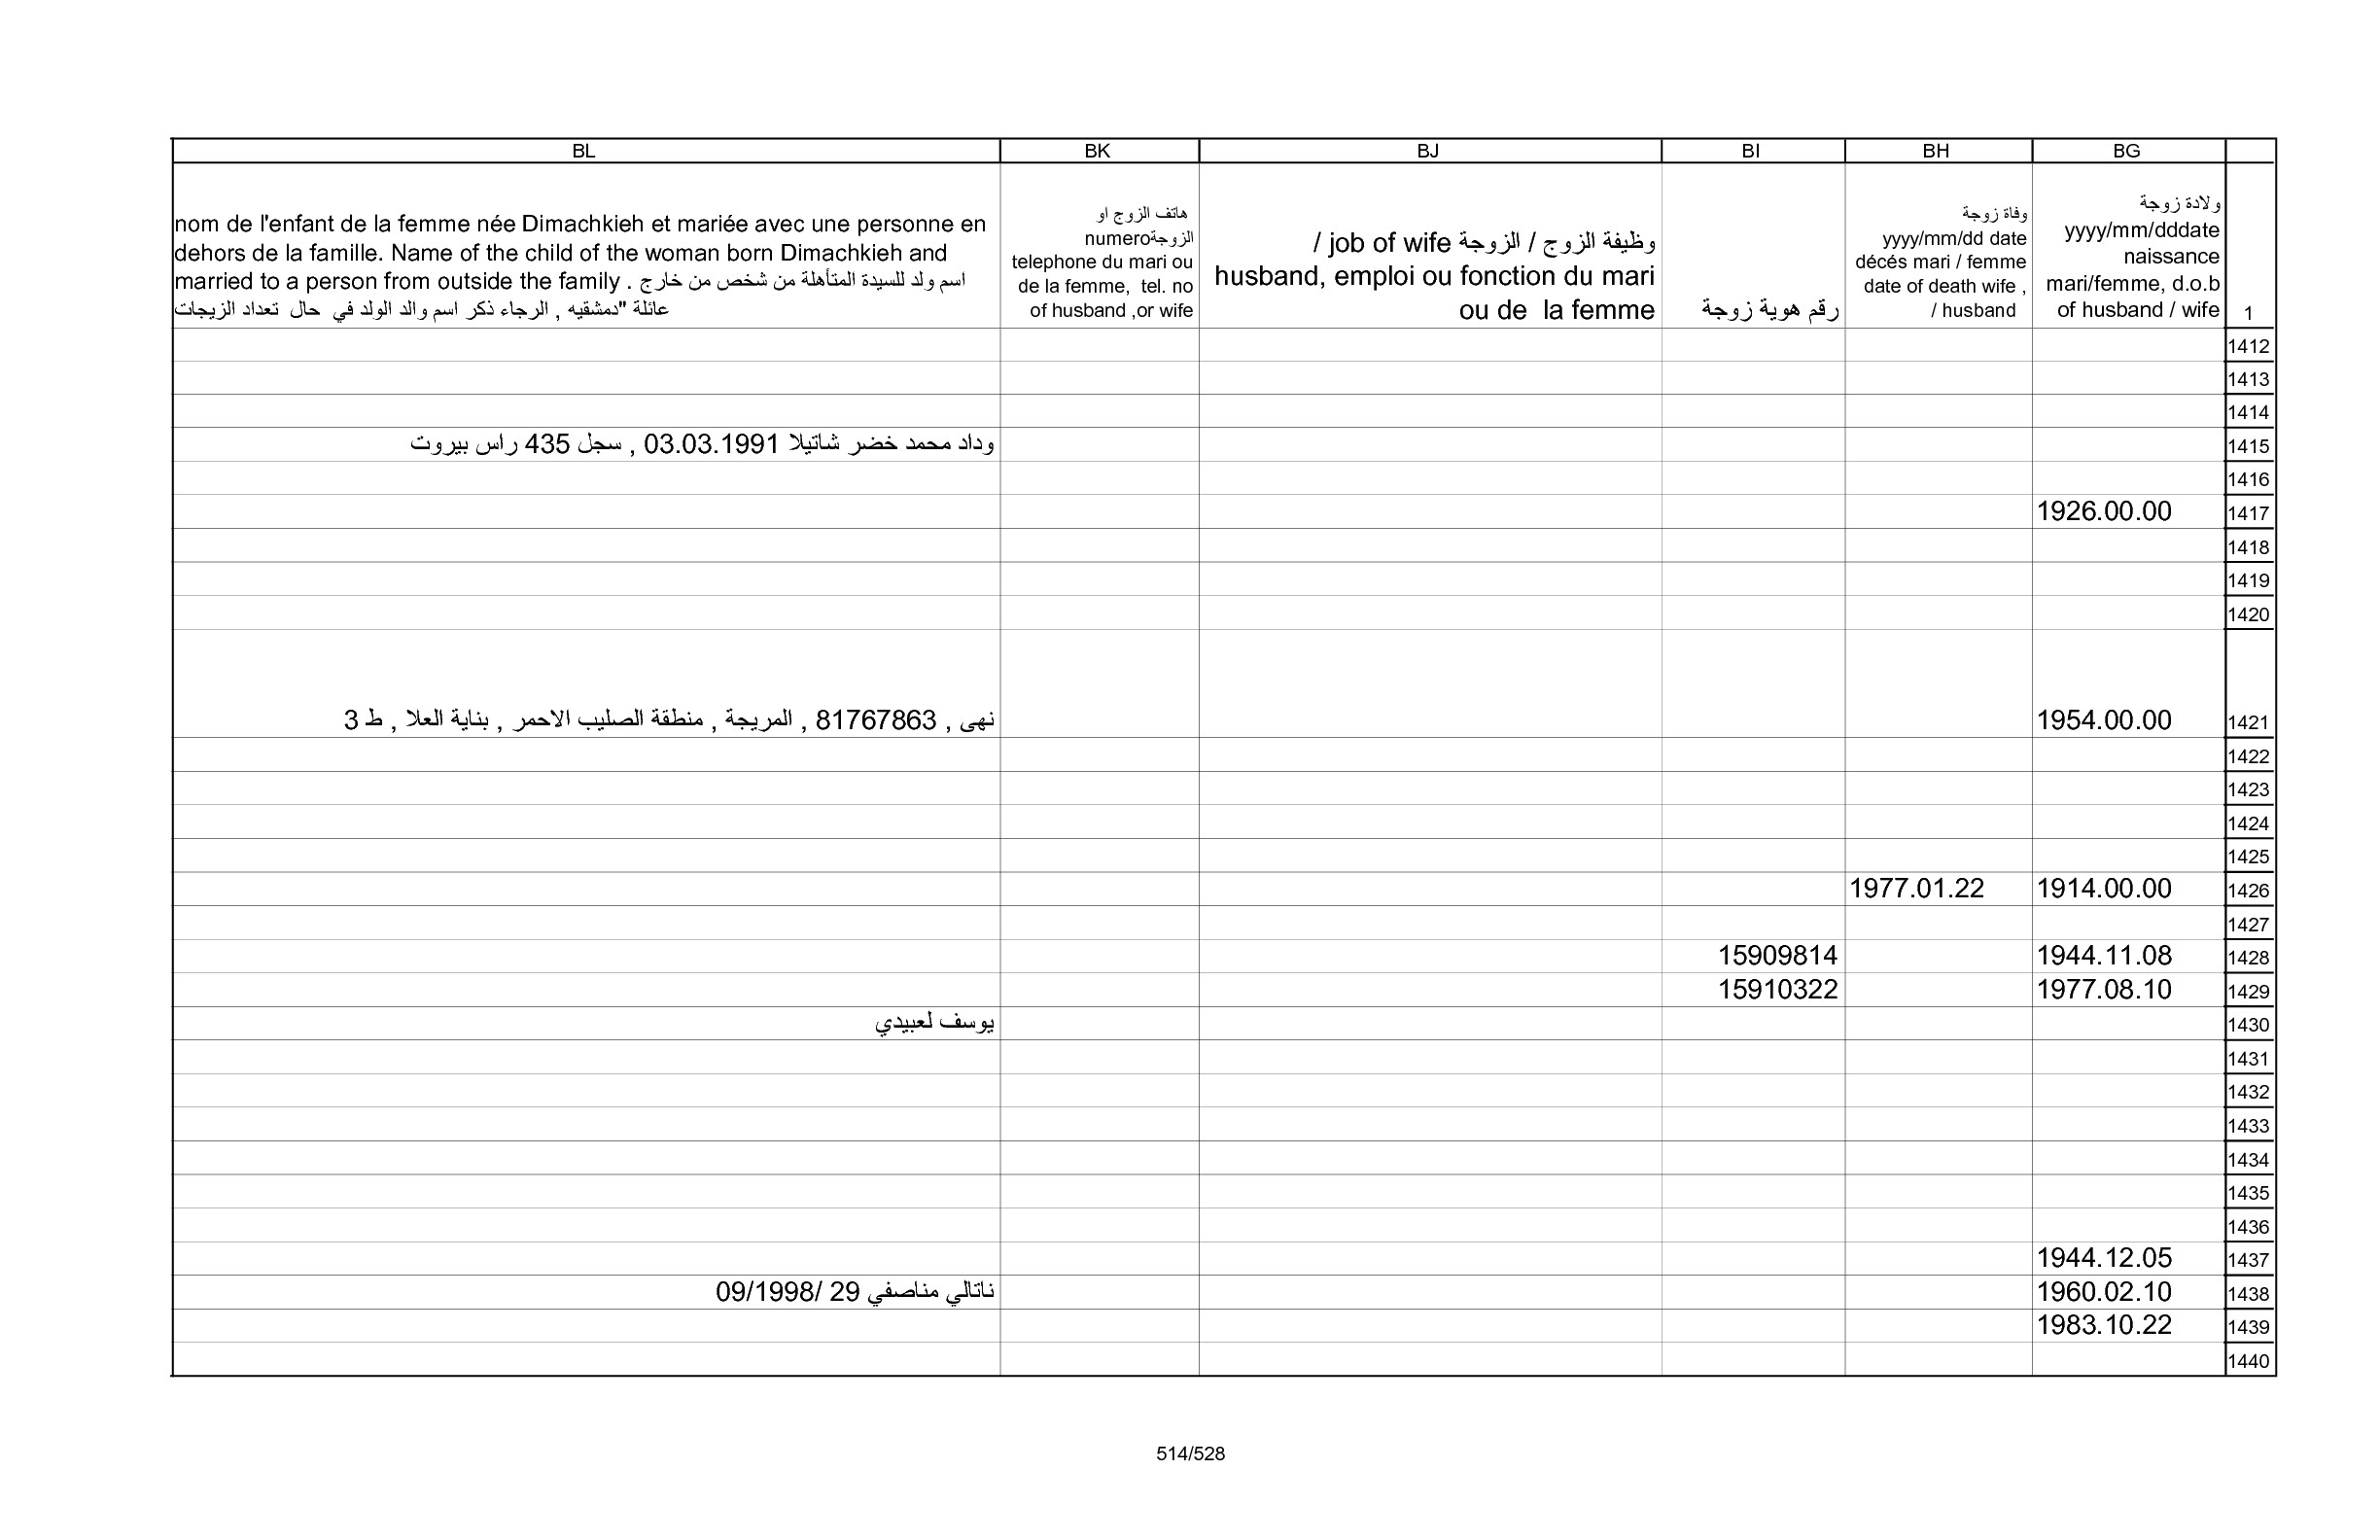 BL BK BJ BI BH BG
nom de l'enfant de la femme née Dimachkieh et mariée avec une personne en
dehors de la famille. Name of the child of the woman born Dimachkieh and
married to a person from outside the family . اسم ولد للسيدة المتأهلة من شخص من خارج
عائلة "دمشقيه , الرجاء ذكر اسم والد الولد في حال تعداد الزيجات
هاتف الزوج او
الزوجةnumero
telephone du mari ou
de la femme, tel. no
of husband ,or wife
وظيفة الزوج / الزوجة job of wife /
husband, emploi ou fonction du mari
ou de la femme
رقم هوية زوجة
وفاة زوجة
yyyy/mm/dd date
décés mari / femme
date of death wife ,
/ husband
ولادة زوجة
yyyy/mm/dddate
naissance
mari/femme, d.o.b
of husband / wife
1
1412
1413
1414
وداد محمد خضر شاتيلا 03.03.1991 , سجل 435 راس بيروت 1415
1416
1926.00.00 1417
1418
1419
1420
نهى , 81767863 , المريجة , منطقة الصليب الاحمر , بناية العلا , ط 3 1954.00.00 1421
1422
1423
1424
1425
1977.01.22 1914.00.00 1426
1427
15909814 1944.11.08 1428
15910322 1977.08.10 1429
يوسف لعبيدي 1430
1431
1432
1433
1434
1435
1436
1944.12.05 1437
ناتالي مناصفي 29 /09/1998 1960.02.10 1438
1983.10.22 1439
1440
514/528